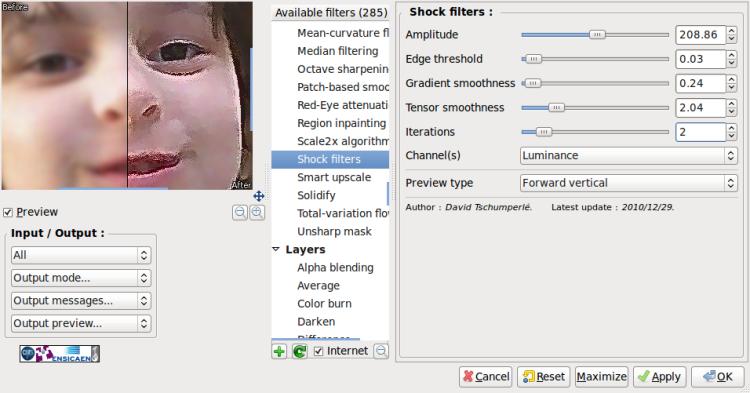 Before
After
Preview
Input / Output :
All
Output mode...
Output messages...
Output preview...
ENSICAEN
Available filters (285)
Mean-curvature fl
Median filtering
Octave sharpenin
Patch-based smoo
Red-Eye attenuati
Region inpainting
Scale2x algorithm
Shock filters
Smart upscale
Solidify
Total-variation flo
Unsharp mask
Layers
Alpha blending
Average
Color burn
Darken
Difference
Internet
Shock filters :
Amplitude 208.86
Edge threshold 0.03
Gradient smoothness 0.24
Tensor smoothness 2.04
Iterations 2
Channel(s) Luminance
Preview type Forward vertical
Author : David Tschumperlé. Latest update : 2010/12/29.
Cancel Reset Maximize Apply OK